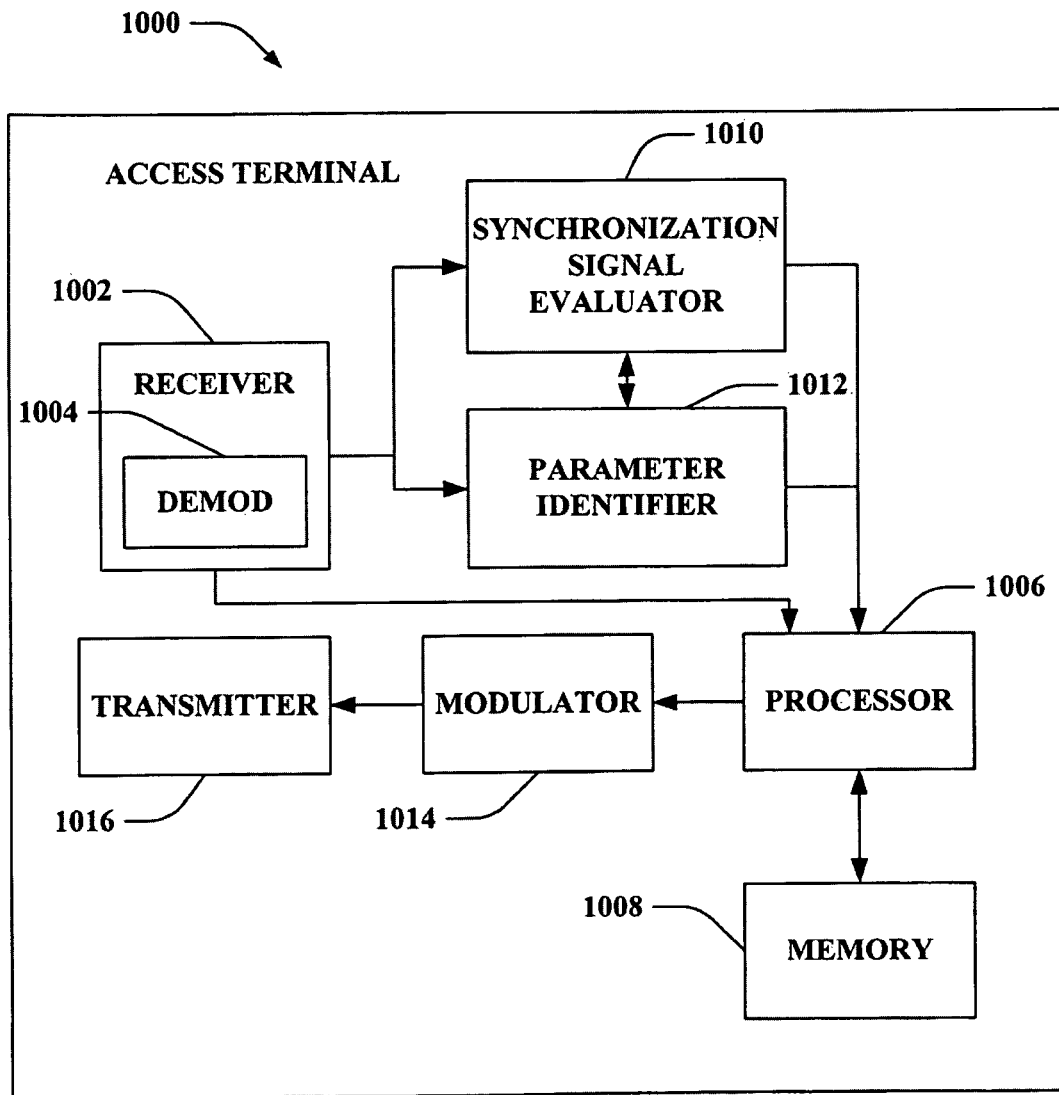 1000
1010
ACCESS TERMINAL
SYNCHRONIZATION
SIGNAL
EVALUATOR
1002
RECEIVER
1012
1004
DEMOD
PARAMETER
IDENTIFIER
1006
TRANSMITTER
MODULATOR
PROCESSOR
1016
1014
1008
MEMORY